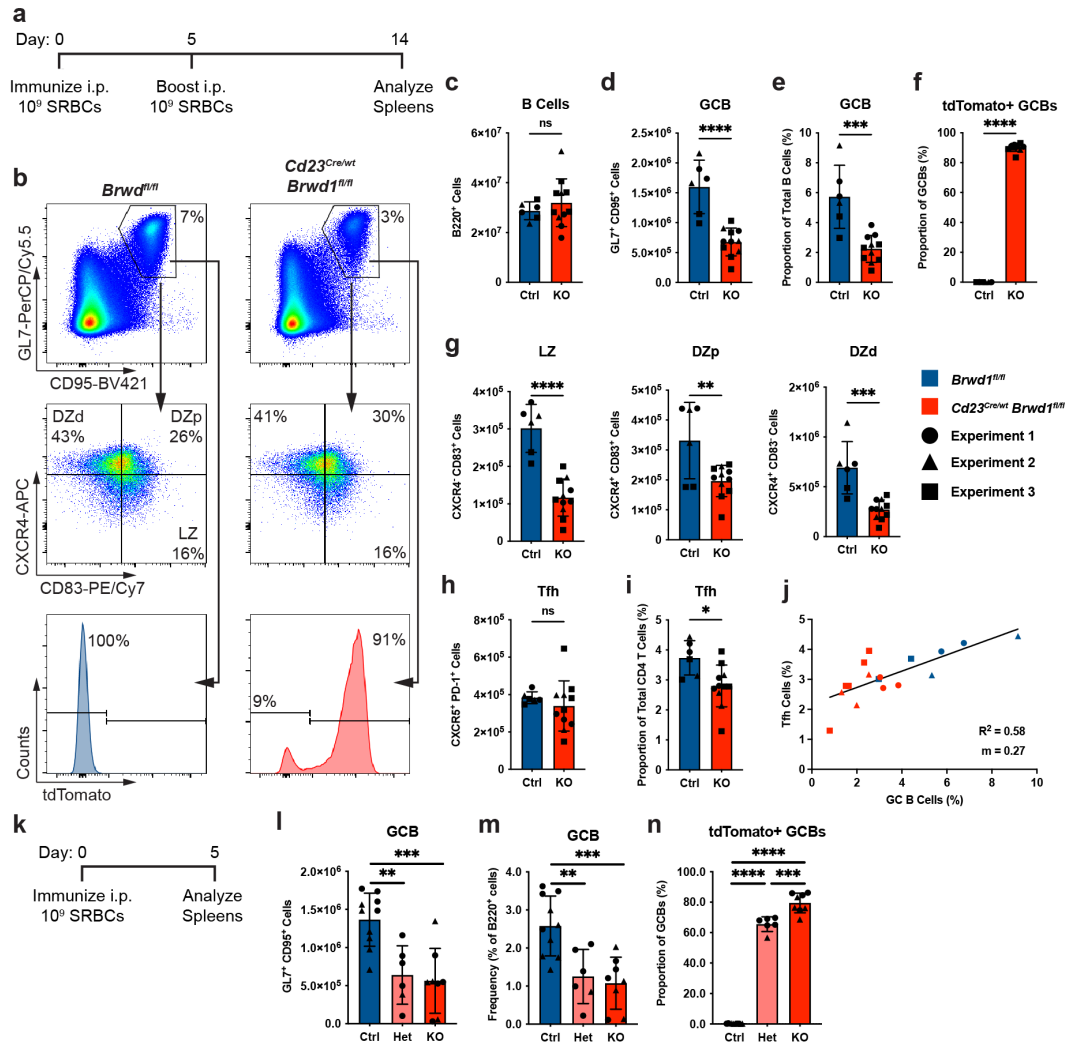 a
Day: 0 5 14
Immunize i.p. Boost i.p. Analyze
10⁹ SRBCs 10⁹ SRBCs Spleens
b
Brwd^fl/fl
Cd23^Cre/wt
Brwd1^fl/fl
7%
3%
GL7-PerCP/Cy5.5
CD95-BV421
DZd
43%
DZp
26%
LZ
16%
41%
30%
16%
CXCR4-APC
CD83-PE/Cy7
100%
91%
9%
Counts
tdTomato
c
B Cells
ns
B220⁺ Cells
6×10⁷
4×10⁷
2×10⁷
0
Ctrl KO
d
GCB
****
GL7⁺ CD95⁺ Cells
2.5×10⁶
2.0×10⁶
1.5×10⁶
1.0×10⁶
5.0×10⁵
0.0
Ctrl KO
e
GCB
***
Proportion of Total B Cells (%)
10
8
6
4
2
0
Ctrl KO
f
tdTomato+ GCBs
****
Proportion of GCBs (%)
100
80
60
40
20
0
Ctrl KO
g
LZ
****
CXCR4⁻CD83⁺ Cells
4×10⁵
3×10⁵
2×10⁵
1×10⁵
0
Ctrl KO
DZp
**
CXCR4⁺ CD83⁺ Cells
5×10⁵
4×10⁵
3×10⁵
2×10⁵
1×10⁵
0
Ctrl KO
DZd
***
CXCR4⁺ CD83⁻ Cells
2×10⁶
1×10⁶
5×10⁵
0
Ctrl KO
Brwd1^fl/fl
Cd23^Cre/wt Brwd1^fl/fl
Experiment 1
Experiment 2
Experiment 3
h
Tfh
ns
CXCR5⁺ PD-1⁺ Cells
8×10⁵
6×10⁵
4×10⁵
2×10⁵
0
Ctrl KO
i
Tfh
*
Proportion of Total CD4 T Cells (%)
5
4
3
2
1
0
Ctrl KO
j
Tfh Cells (%)
5
4
3
2
1
0
0 2 4 6 8 10
GC B Cells (%)
R² = 0.58
m = 0.27
k
Day: 0 5
Immunize i.p. Analyze
10⁹ SRBCs Spleens
l
GCB
***
**
GL7⁺ CD95⁺ Cells
2.0×10⁶
1.5×10⁶
1.0×10⁶
5.0×10⁵
0.0
Ctrl Het KO
m
GCB
***
**
Frequency (% of B220⁺ cells)
4.0
3.0
2.0
1.0
0.0
Ctrl Het KO
n
tdTomato+ GCBs
****
**** ***
Proportion of GCBs (%)
100.0
80.0
60.0
40.0
20.0
0.0
Ctrl Het KO